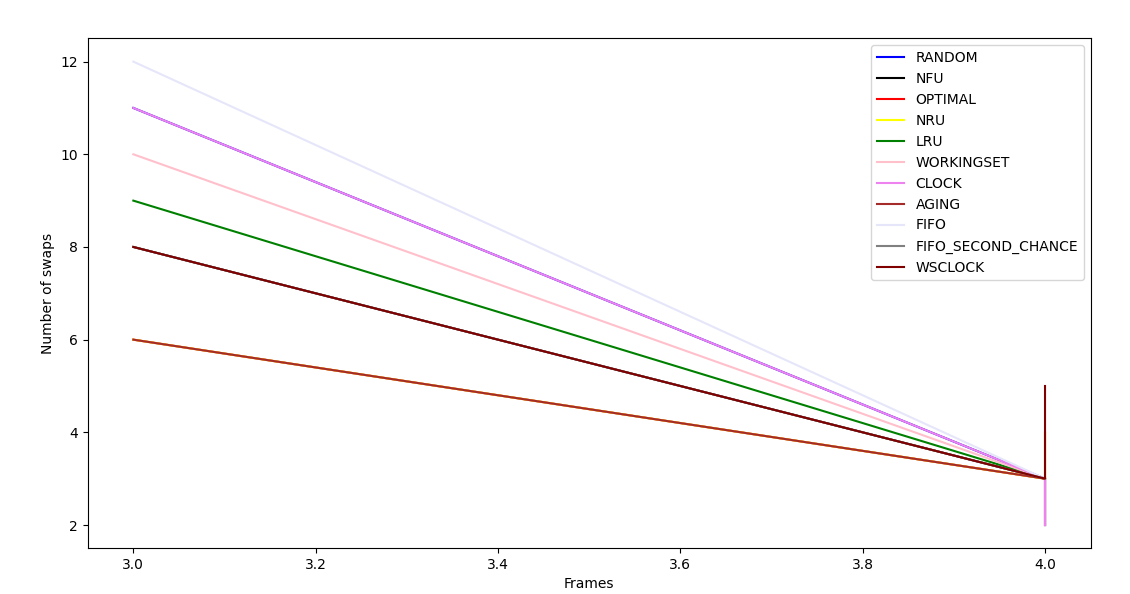 12
10
8
6
4
2
Number of swaps
3.0
3.2
3.4
3.6
3.8
4.0
Frames
RANDOM
NFU
OPTIMAL
NRU
LRU
WORKINGSET
CLOCK
AGING
FIFO
FIFO_SECOND_CHANCE
WSCLOCK